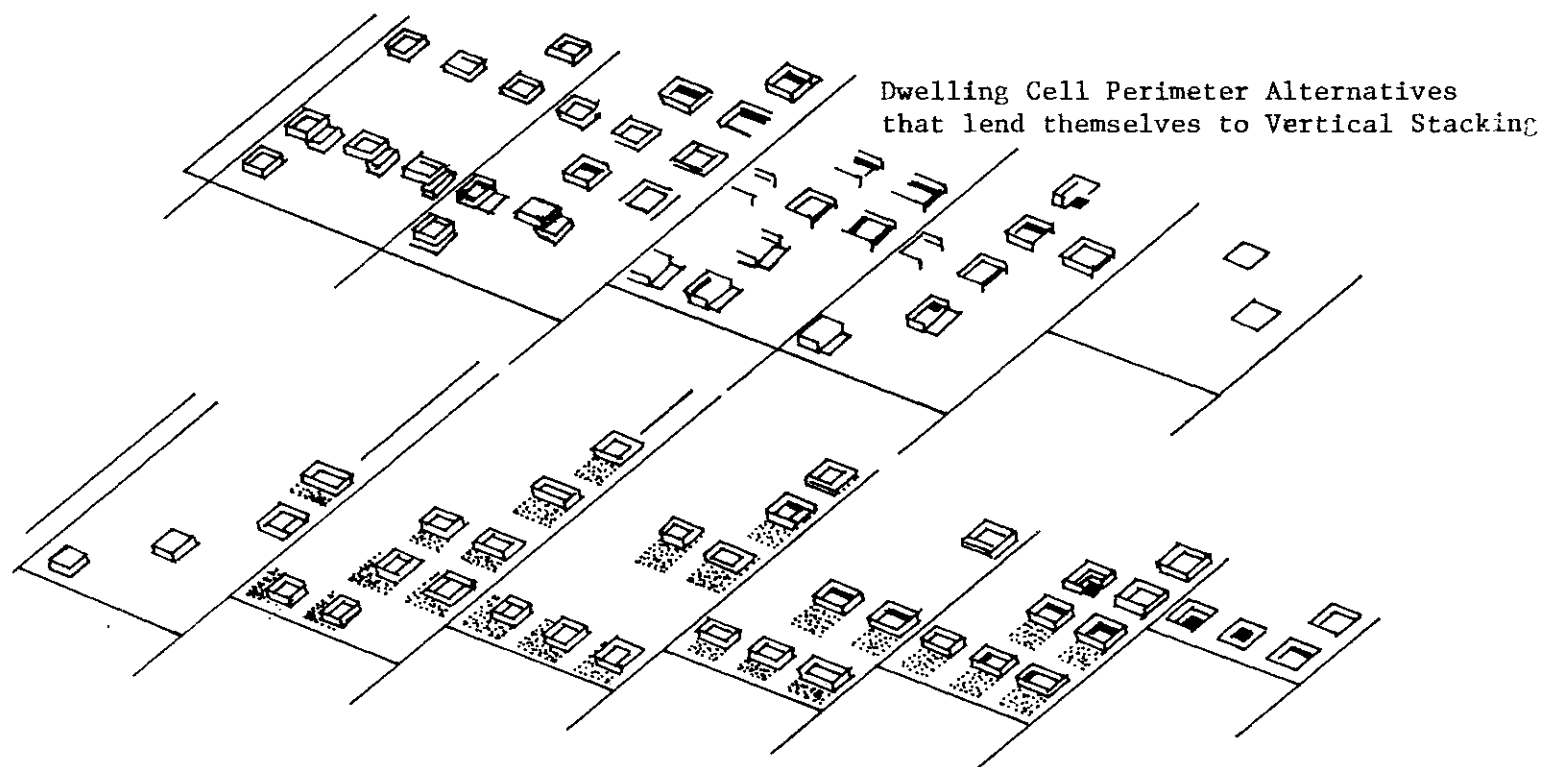 Dwelling Cell Perimeter Alternatives
that lend themselves to Vertical Stacking